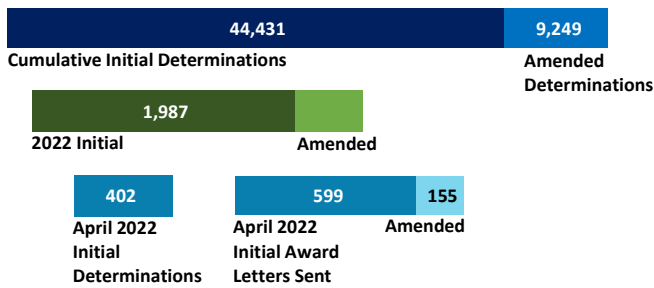 44,431 9,249
Cumulative Initial Determinations Amended
Determinations
1,987
2022 Initial Amended
402 599 155
April 2022 April 2022 Amended
Initial Initial Award
Determinations Letters Sent